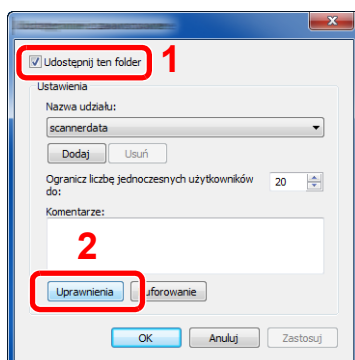 Udostępnij ten folder
1
Ustawienia
Nazwa udziału:
scannerdata
Dodaj Usuń
Ogranicz liczbę jednoczesnych użytkowników do:
20
Komentarze:
2
Uprawnienia uforowanie
OK Anuluj Zastosuj